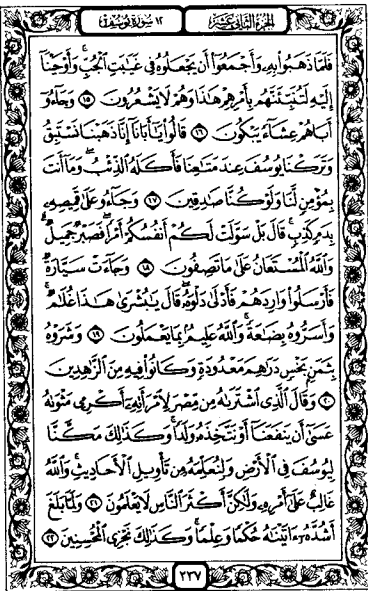 الجزء الثاني عشر ١٢ سورة يوسف
فَلَمَّا ذَهَبُوا۟ بِهِۦ وَأَجْمَعُوٓا۟ أَن يَجْعَلُوهُ فِى غَيَـٰبَتِ ٱلْجُبِّ ۚ وَأَوْحَيْنَآ
إِلَيْهِ لَتُنَبِّئَنَّهُم بِأَمْرِهِمْ هَـٰذَا وَهُمْ لَا يَشْعُرُونَ ١٥ وَجَآءُوٓ
أَبَاهُمْ عِشَآءً يَبْكُونَ ١٦ قَالُوا۟ يَـٰٓأَبَانَآ إِنَّا ذَهَبْنَا نَسْتَبِقُ
وَتَرَكْنَا يُوسُفَ عِندَ مَتَـٰعِنَا فَأَكَلَهُ ٱلذِّئْبُ ۖ وَمَآ أَنتَ
بِمُؤْمِنٍ لَّنَا وَلَوْ كُنَّا صَـٰدِقِينَ ١٧ وَجَآءُو عَلَىٰ قَمِيصِهِۦ
بِدَمٍ كَذِبٍ ۚ قَالَ بَلْ سَوَّلَتْ لَكُمْ أَنفُسُكُمْ أَمْرًا ۖ فَصَبْرٌ جَمِيلٌ ۖ
وَٱللَّهُ ٱلْمُسْتَعَانُ عَلَىٰ مَا تَصِفُونَ ١٨ وَجَآءَتْ سَيَّارَةٌ
فَأَرْسَلُوا۟ وَارِدَهُمْ فَأَدْلَىٰ دَلْوَهُۥ ۖ قَالَ يَـٰبُشْرَىٰ هَـٰذَا غُلَـٰمٌ ۚ
وَأَسَرُّوهُ بِضَـٰعَةً ۚ وَٱللَّهُ عَلِيمٌۢ بِمَا يَعْمَلُونَ ١٩ وَشَرَوْهُ
بِثَمَنٍۭ بَخْسٍ دَرَٰهِمَ مَعْدُودَةٍ وَكَانُوا۟ فِيهِ مِنَ ٱلزَّٰهِدِينَ
٢٠ وَقَالَ ٱلَّذِى ٱشْتَرَىٰهُ مِن مِّصْرَ لِٱمْرَأَتِهِۦٓ أَكْرِمِى مَثْوَىٰهُ
عَسَىٰٓ أَن يَنفَعَنَآ أَوْ نَتَّخِذَهُۥ وَلَدًا ۚ وَكَذَٰلِكَ مَكَّنَّا
لِيُوسُفَ فِى ٱلْأَرْضِ وَلِنُعَلِّمَهُۥ مِن تَأْوِيلِ ٱلْأَحَادِيثِ ۚ وَٱللَّهُ
غَالِبٌ عَلَىٰٓ أَمْرِهِۦ وَلَـٰكِنَّ أَكْثَرَ ٱلنَّاسِ لَا يَعْلَمُونَ ٢١ وَلَمَّا بَلَغَ
أَشُدَّهُۥٓ ءَاتَيْنَـٰهُ حُكْمًا وَعِلْمًا ۚ وَكَذَٰلِكَ نَجْزِى ٱلْمُحْسِنِينَ ٢٢
٢٣٧